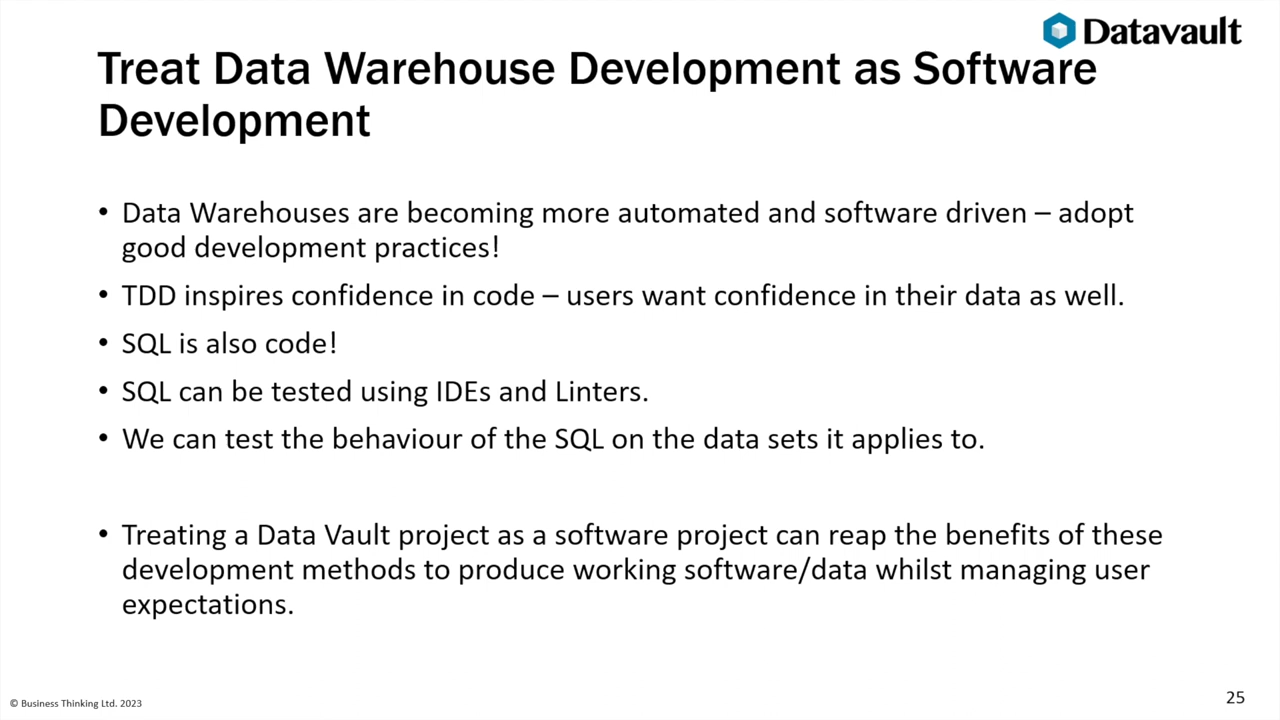 Datavault
Treat Data Warehouse Development as Software
Development
• Data Warehouses are becoming more automated and software driven – adopt
good development practices!
• TDD inspires confidence in code – users want confidence in their data as well.
• SQL is also code!
• SQL can be tested using IDEs and Linters.
• We can test the behaviour of the SQL on the data sets it applies to.
• Treating a Data Vault project as a software project can reap the benefits of these
development methods to produce working software/data whilst managing user
expectations.
© Business Thinking Ltd. 2023
25